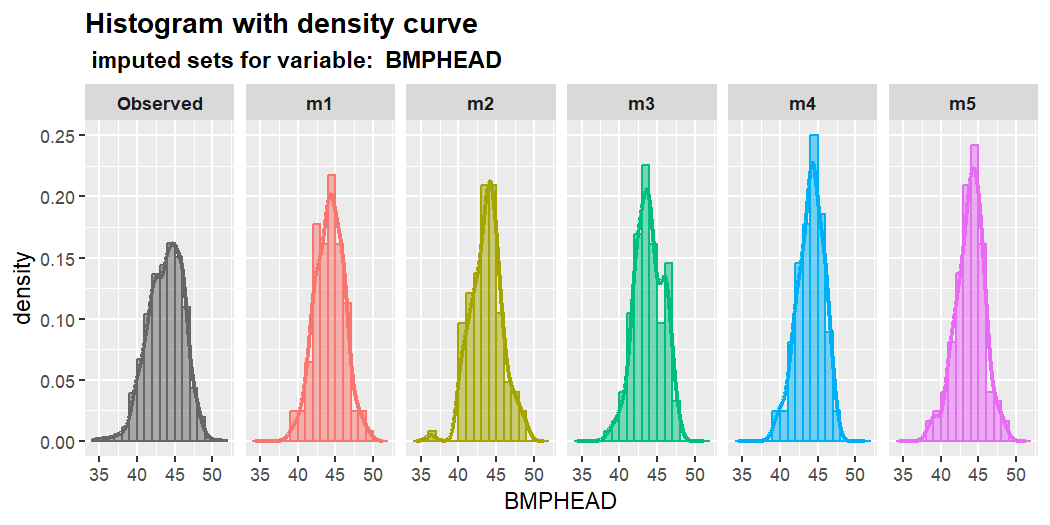 Histogram with density curve
imputed sets for variable: BMPHEAD
Observed m1 m2 m3 m4 m5
density
0.25
0.20
0.15
0.10
0.05
0.00
35 40 45 50 35 40 45 50 35 40 45 50 35 40 45 50 35 40 45 50 35 40 45 50
BMPHEAD